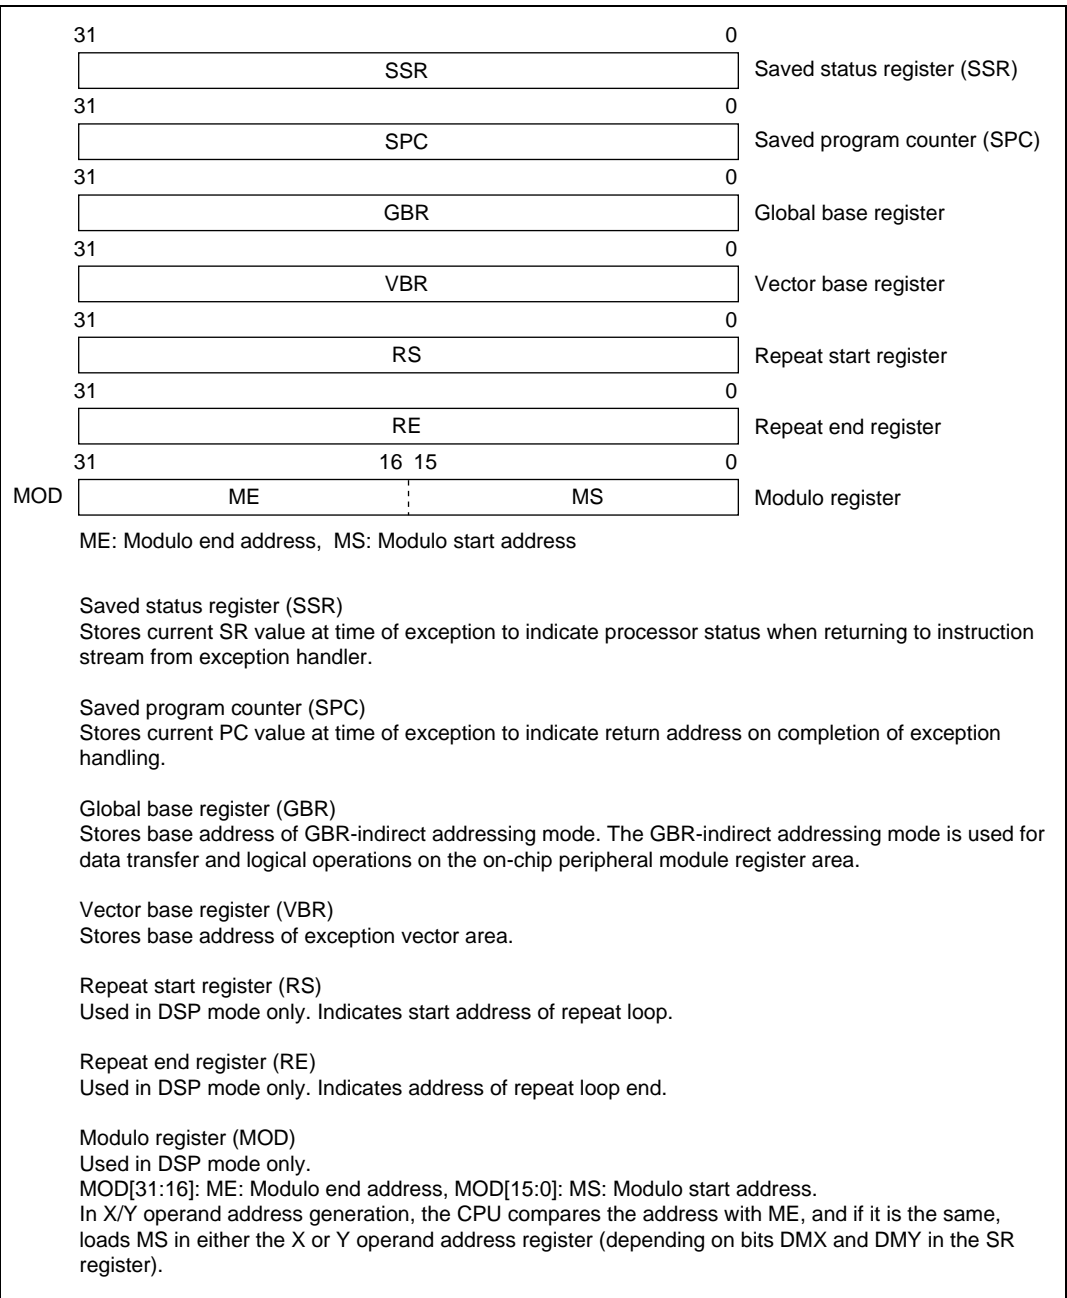 31 0
SSR Saved status register (SSR)
31 0
SPC Saved program counter (SPC)
31 0
GBR Global base register
31 0
VBR Vector base register
31 0
RS Repeat start register
31 0
RE Repeat end register
31 16 15 0
MOD ME MS Modulo register
ME: Modulo end address, MS: Modulo start address
Saved status register (SSR)
Stores current SR value at time of exception to indicate processor status when returning to instruction
stream from exception handler.
Saved program counter (SPC)
Stores current PC value at time of exception to indicate return address on completion of exception
handling.
Global base register (GBR)
Stores base address of GBR-indirect addressing mode. The GBR-indirect addressing mode is used for
data transfer and logical operations on the on-chip peripheral module register area.
Vector base register (VBR)
Stores base address of exception vector area.
Repeat start register (RS)
Used in DSP mode only. Indicates start address of repeat loop.
Repeat end register (RE)
Used in DSP mode only. Indicates address of repeat loop end.
Modulo register (MOD)
Used in DSP mode only.
MOD[31:16]: ME: Modulo end address, MOD[15:0]: MS: Modulo start address.
In X/Y operand address generation, the CPU compares the address with ME, and if it is the same,
loads MS in either the X or Y operand address register (depending on bits DMX and DMY in the SR
register).